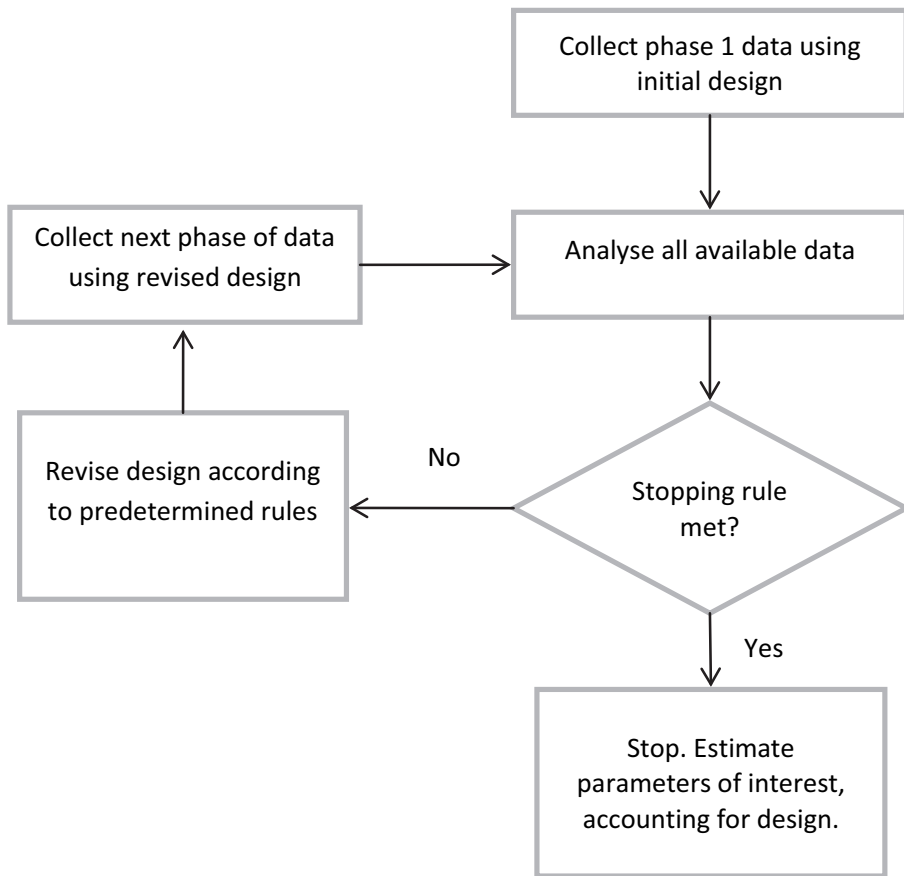 Collect phase 1 data using
initial design
Collect next phase of data
using revised design
Analyse all available data
Revise design according
to predetermined rules
No
Stopping rule
met?
Yes
Stop. Estimate
parameters of interest,
accounting for design.